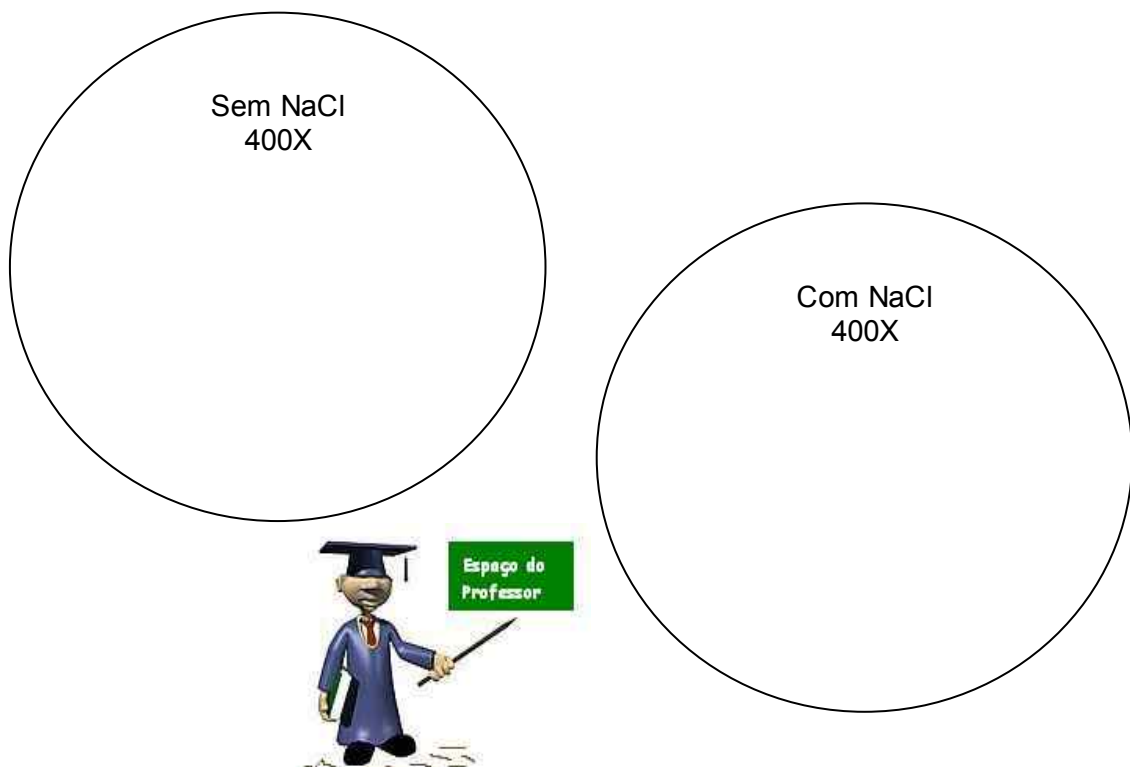 Sem NaCl
400X
Com NaCl
400X
Espaço do
Professor